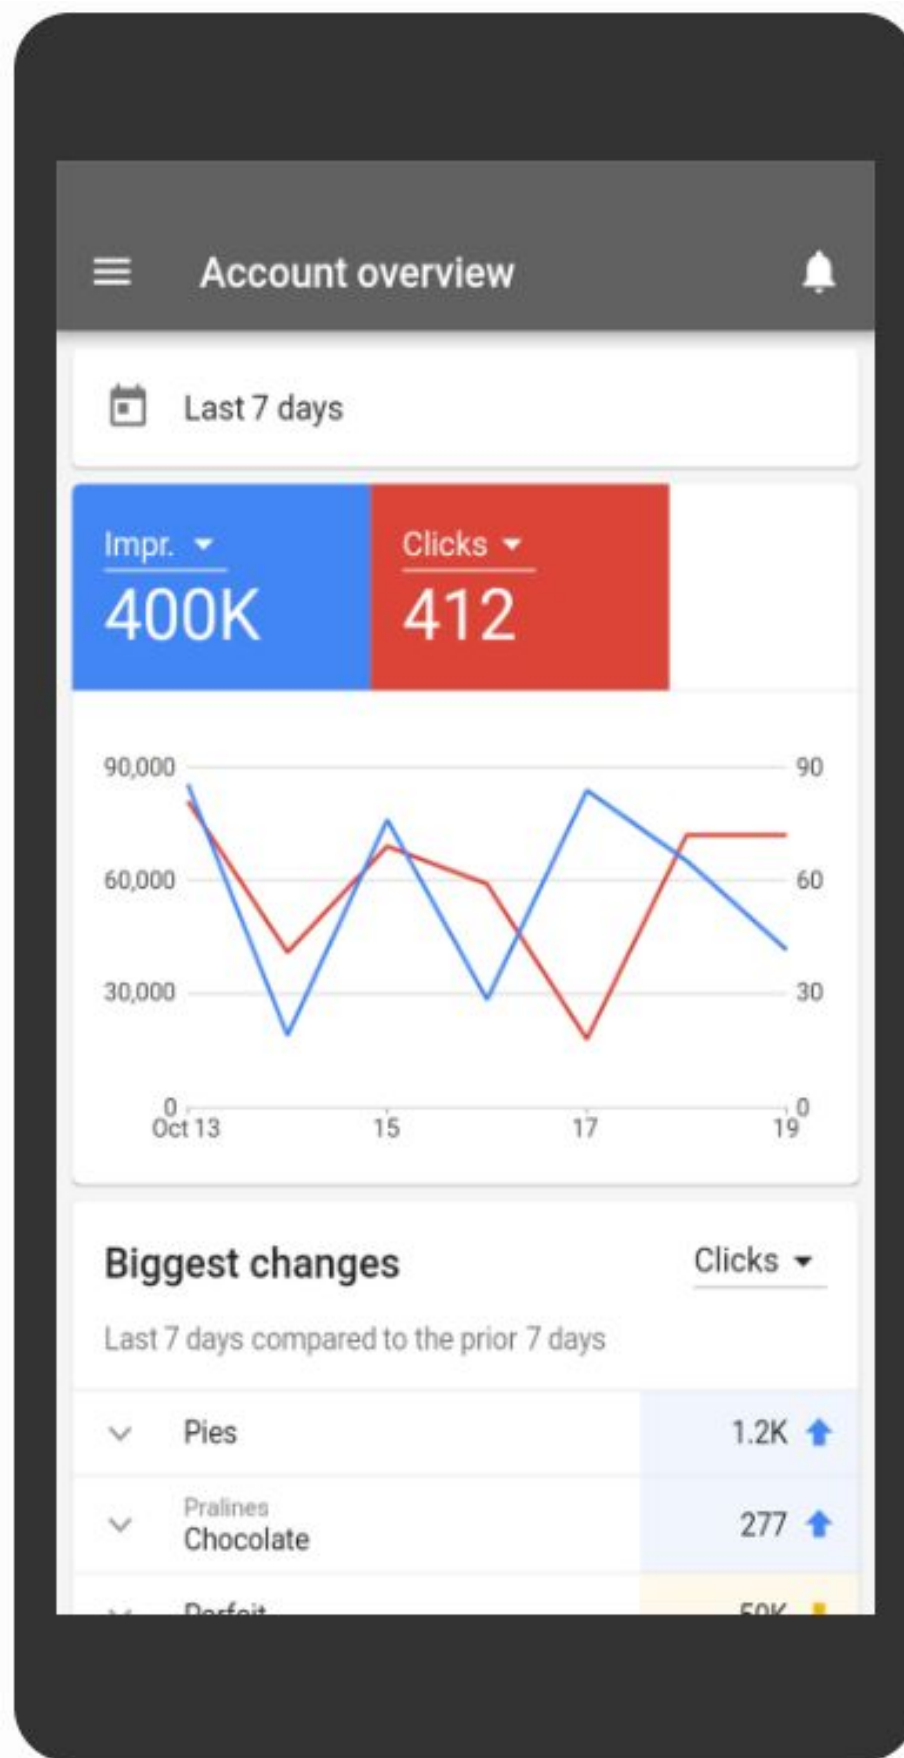 Account overview
Last 7 days
Impr. Clicks
400K 412
90,000 90
60,000 60
30,000 30
0 0
Oct 13 15 17 19
Biggest changes Clicks
Last 7 days compared to the prior 7 days
Pies 1.2K
Pralines
Chocolate 277
Parfait